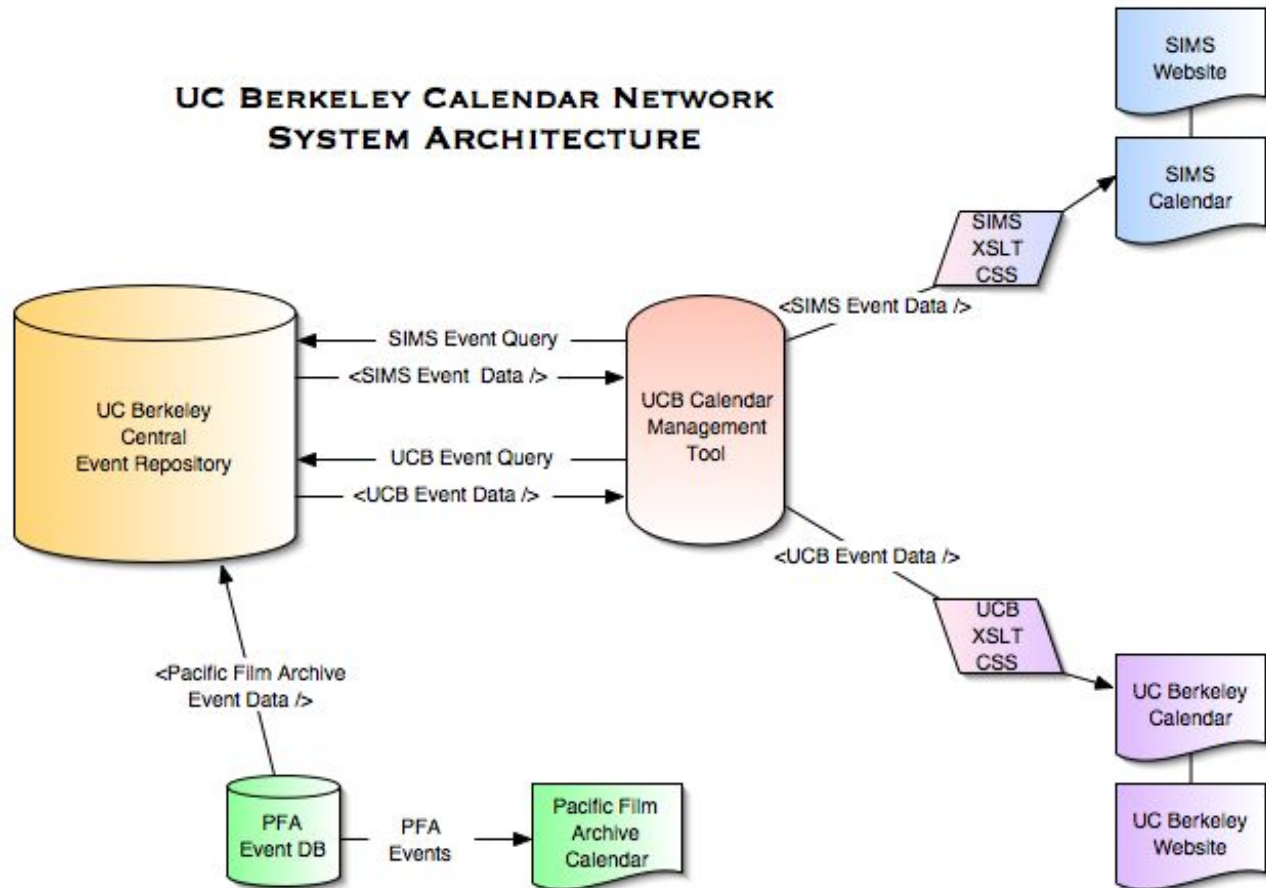 UC BERKELEY CALENDAR NETWORK
SYSTEM ARCHITECTURE
SIMS
Website
SIMS
Calendar
SIMS
XSLT
CSS
<SIMS Event Data />
SIMS Event Query
<SIMS Event  Data />
UC Berkeley
Central
Event Repository
UCB Calendar
Management
Tool
UCB Event Query
<UCB Event Data />
<UCB Event Data />
UCB
XSLT
CSS
<Pacific Film Archive
Event Data />
UC Berkeley
Calendar
PFA
Event DB
PFA
Events
Pacific Film
Archive
Calendar
UC Berkeley
Website